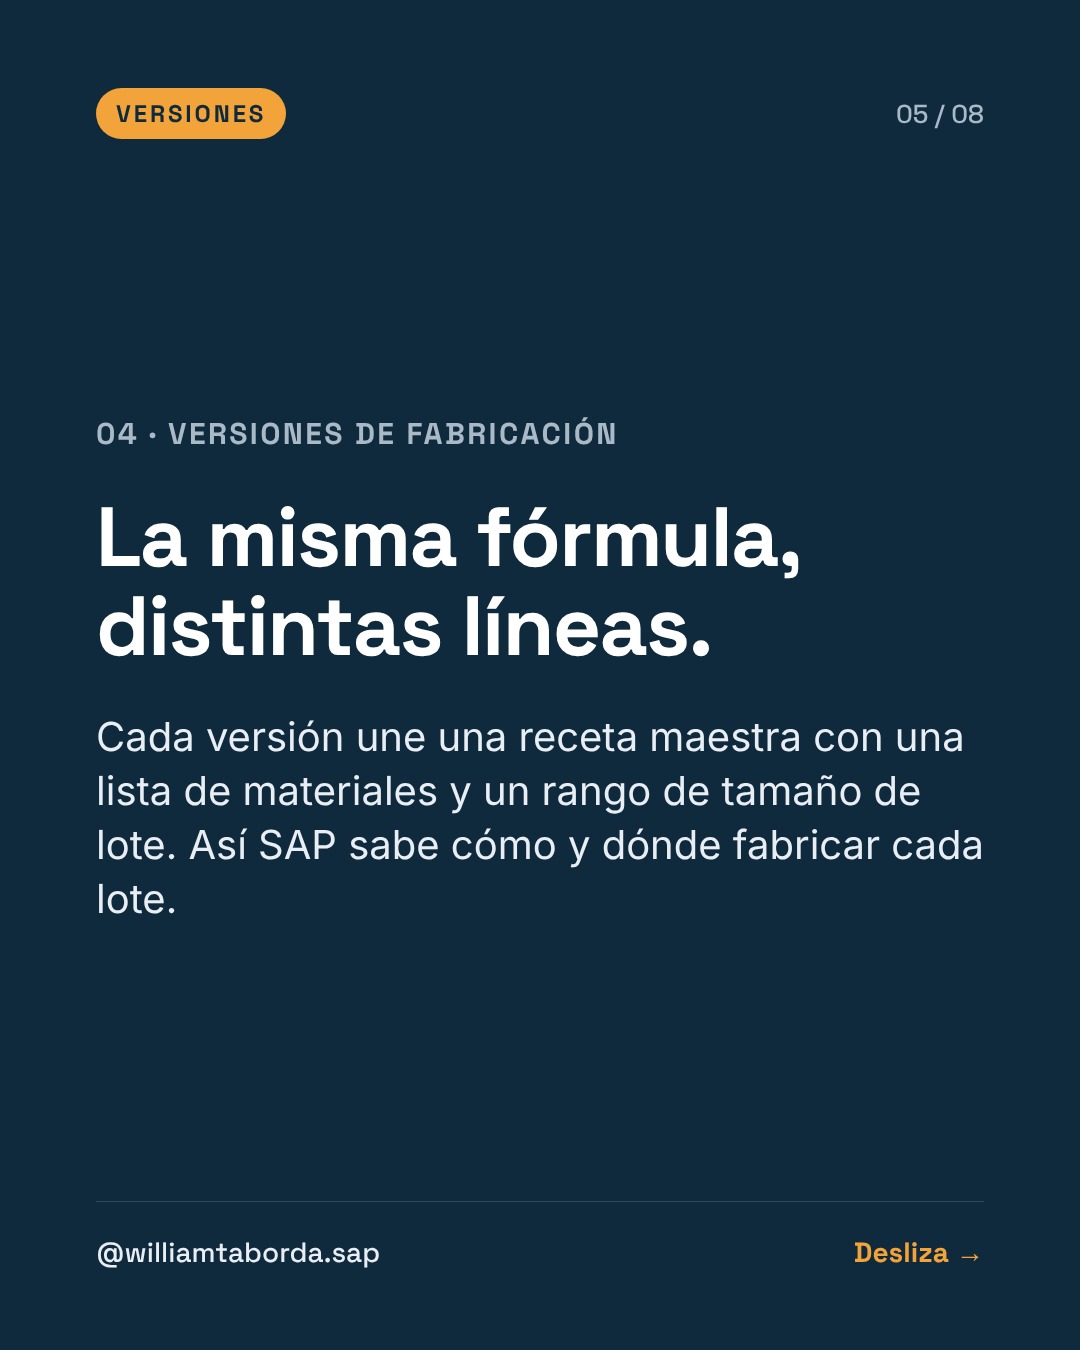 VERSIONES
05 / 08
04 · VERSIONES DE FABRICACIÓN
La misma fórmula,
distintas líneas.
Cada versión une una receta maestra con una
lista de materiales y un rango de tamaño de
lote. Así SAP sabe cómo y dónde fabricar cada
lote.
@williamtaborda.sap
Desliza →